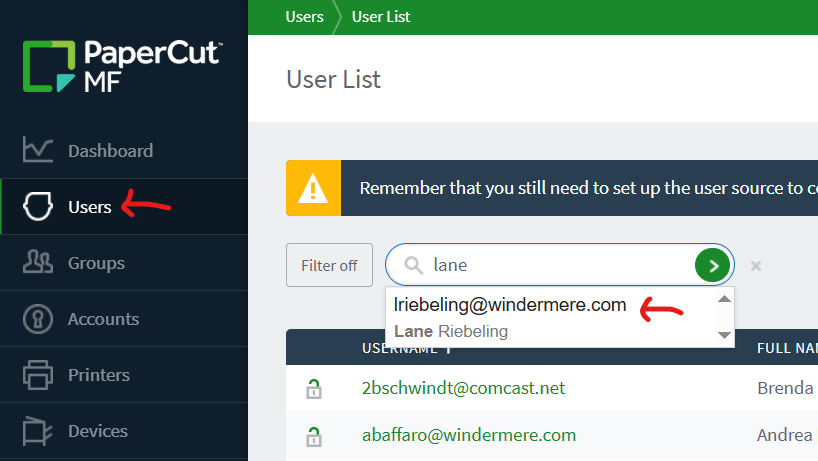 Users
User List
PaperCut™
MF
User List
Dashboard
Remember that you still need to set up the user source to
Users
Filter off
lane
Groups
lriebeling@windermere.com
Lane Riebeling
Accounts
USERNAME
FULL
Printers
2bschwindt@comcast.net
Brenda
Devices
abaffaro@windermere.com
Andrea